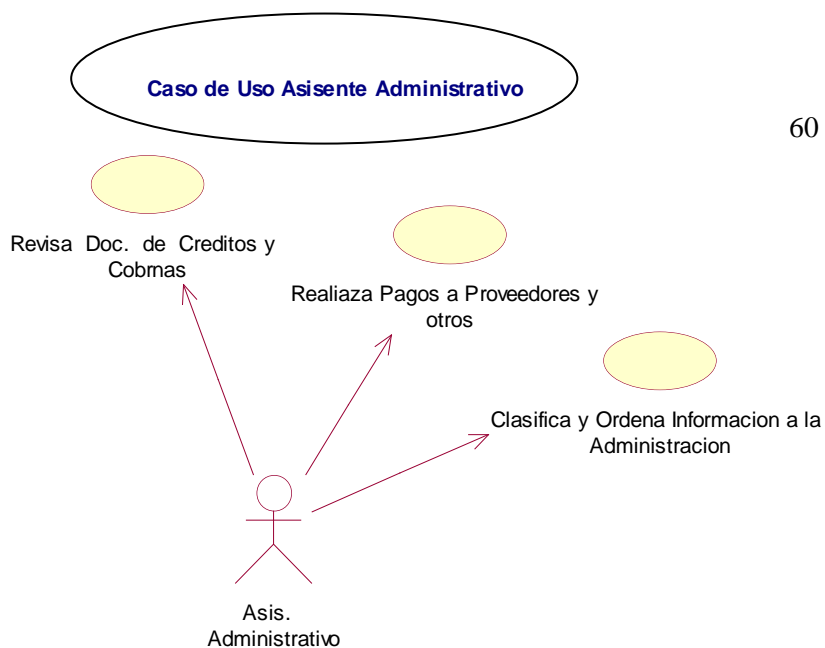 Caso de Uso Asisente Administrativo
60
Revisa Doc. de Creditos y
Cobrnas
Realiaza Pagos a Proveedores y
otros
Clasifica y Ordena Informacion a la
Administracion
Asis.
Administrativo